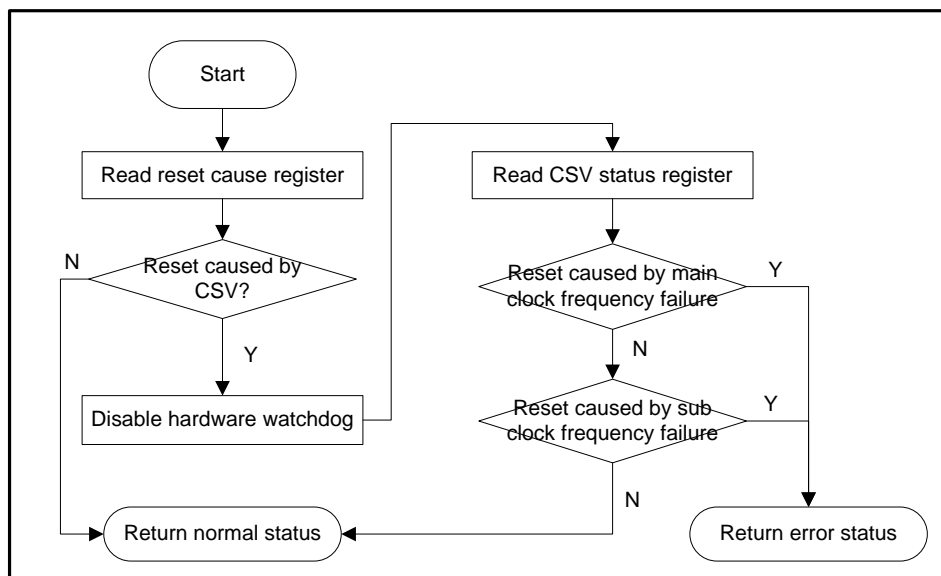 Start
Read reset cause register
Reset caused by
CSV?
N
Y
Disable hardware watchdog
Return normal status
Read CSV status register
Reset caused by main
clock frequency failure
Y
N
Reset caused by sub
clock frequency failure
Y
N
Return error status